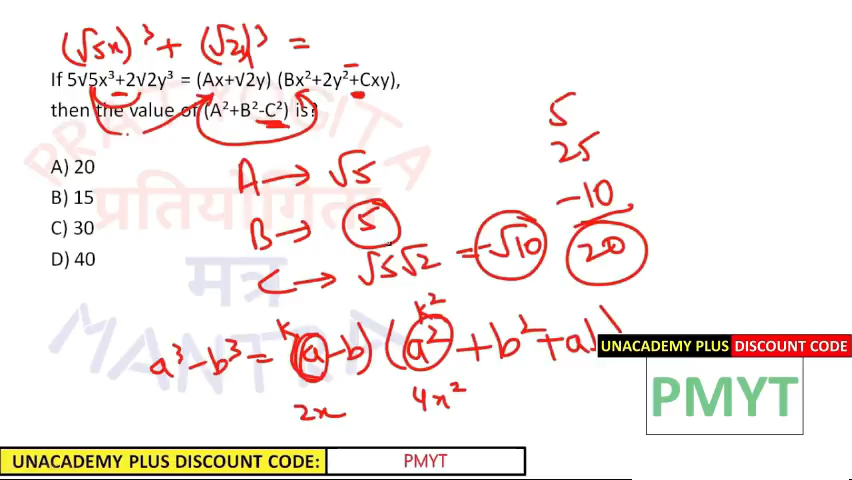 (√5x)³ + (√2y)³ =
If 5√5x³+2√2y³ = (Ax+√2y) (Bx²+2y²+Cxy),
then the value of (A²+B²-C²) is?
A) 20
B) 15
C) 30
D) 40
A → √5
B → 5
C → √5√2 = -√10
5
25
-10
20
a³-b³ = (a-b) (a² + b² + ab)
K
K²
2x
4x²
PRATIYOGITA
प्रतियोगिता
मंत्र
MANTRA
UNACADEMY PLUS DISCOUNT CODE
PMYT
UNACADEMY PLUS DISCOUNT CODE: PMYT